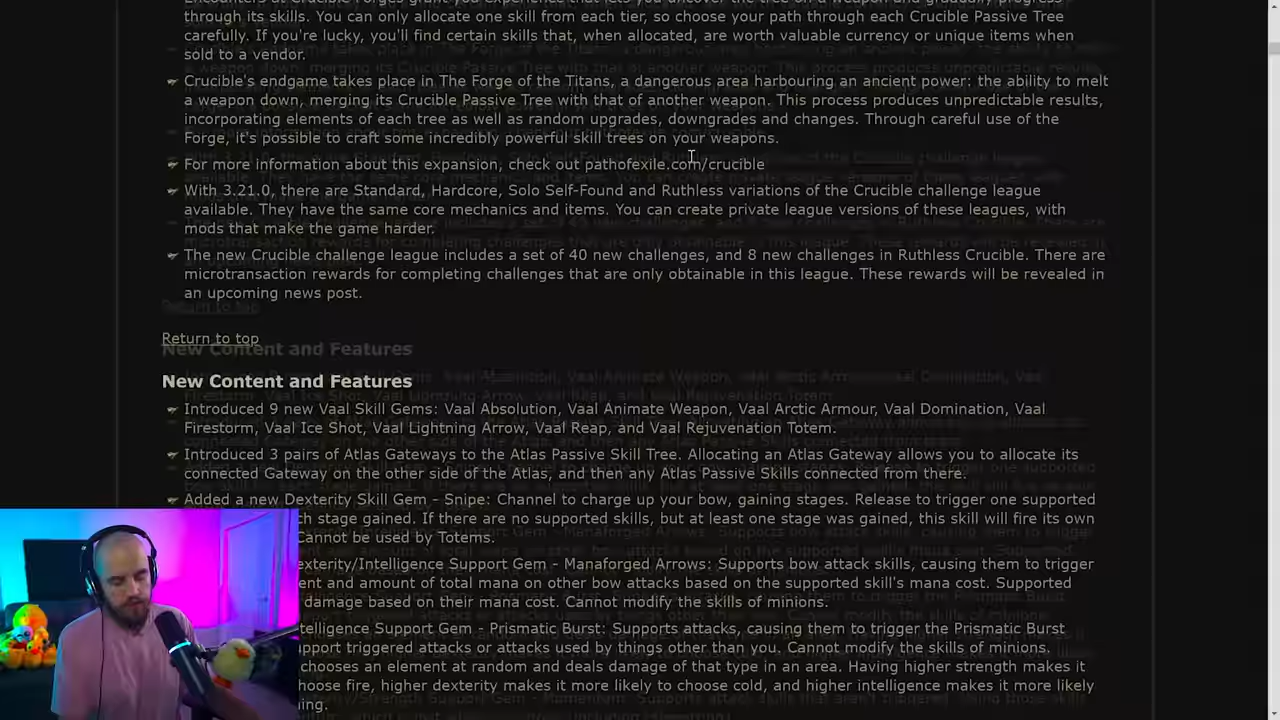 Encounters at Crucible Forges grant you experience that lets you uncover the tree on a weapon and gradually progress
through its skills. You can only allocate one skill from each tier, so choose your path through each Crucible Passive Tree
carefully. If you're lucky, you'll find certain skills that, when allocated, are worth valuable currency or unique items when
sold to a vendor.
Crucible's endgame takes place in The Forge of the Titans, a dangerous area harbouring an ancient power: the ability to melt
a weapon down, merging its Crucible Passive Tree with that of another weapon. This process produces unpredictable results,
incorporating elements of each tree as well as random upgrades, downgrades and changes. Through careful use of the
Forge, it's possible to craft some incredibly powerful skill trees on your weapons.
For more information about this expansion, check out pathofexile.com/crucible
With 3.21.0, there are Standard, Hardcore, Solo Self-Found and Ruthless variations of the Crucible challenge league
available. They have the same core mechanics and items. You can create private league versions of these leagues, with
mods that make the game harder.
The new Crucible challenge league includes a set of 40 new challenges, and 8 new challenges in Ruthless Crucible. There are
microtransaction rewards for completing challenges that are only obtainable in this league. These rewards will be revealed in
an upcoming news post.
Return to top
New Content and Features
Introduced 9 new Vaal Skill Gems: Vaal Absolution, Vaal Animate Weapon, Vaal Arctic Armour, Vaal Domination, Vaal
Firestorm, Vaal Ice Shot, Vaal Lightning Arrow, Vaal Reap, and Vaal Rejuvenation Totem.
Introduced 3 pairs of Atlas Gateways to the Atlas Passive Skill Tree. Allocating an Atlas Gateway allows you to allocate its
connected Gateway on the other side of the Atlas, and then any Atlas Passive Skills connected from there.
Added a new Dexterity Skill Gem - Snipe: Channel to charge up your bow, gaining stages. Release to trigger one supported
ch stage gained. If there are no supported skills, but at least one stage was gained, this skill will fire its own
Cannot be used by Totems.
exterity/Intelligence Support Gem - Manaforged Arrows: Supports bow attack skills, causing them to trigger
ent and amount of total mana on other bow attacks based on the supported skill's mana cost. Supported
damage based on their mana cost. Cannot modify the skills of minions.
telligence Support Gem - Prismatic Burst: Supports attacks, causing them to trigger the Prismatic Burst
pport triggered attacks or attacks used by things other than you. Cannot modify the skills of minions.
chooses an element at random and deals damage of that type in an area. Having higher strength makes it
hoose fire, higher dexterity makes it more likely to choose cold, and higher intelligence makes it more likely
ing.